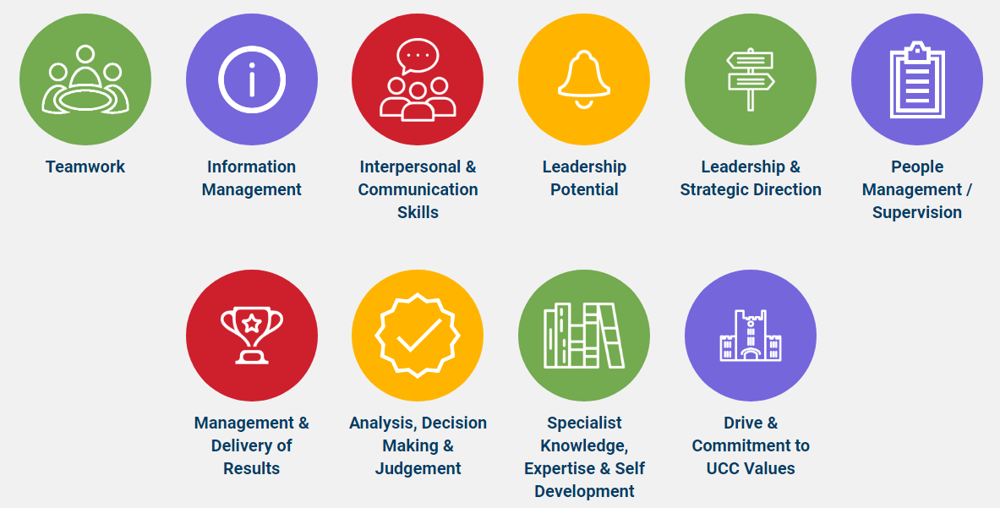 Teamwork
Information
Management
Interpersonal &
Communication
Skills
Leadership
Potential
Leadership &
Strategic Direction
People
Management /
Supervision
Management &
Delivery of
Results
Analysis, Decision
Making &
Judgement
Specialist
Knowledge,
Expertise & Self
Development
Drive &
Commitment to
UCC Values